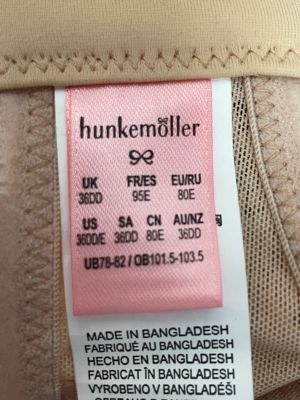 hunkemöller
UK FR/ES EU/RU
36DD 95E 80E
US SA CN AU/NZ
36DD/E 36DD 80E 36DD
UB78-82 / OB101.5-103.5
MADE IN BANGLADESH
FABRIQUÉ AU BANGLADESH
HECHO EN BANGLADESH
FABRICAT ÎN BANGLADESH
VYROBENO V BANGLADÉŠI